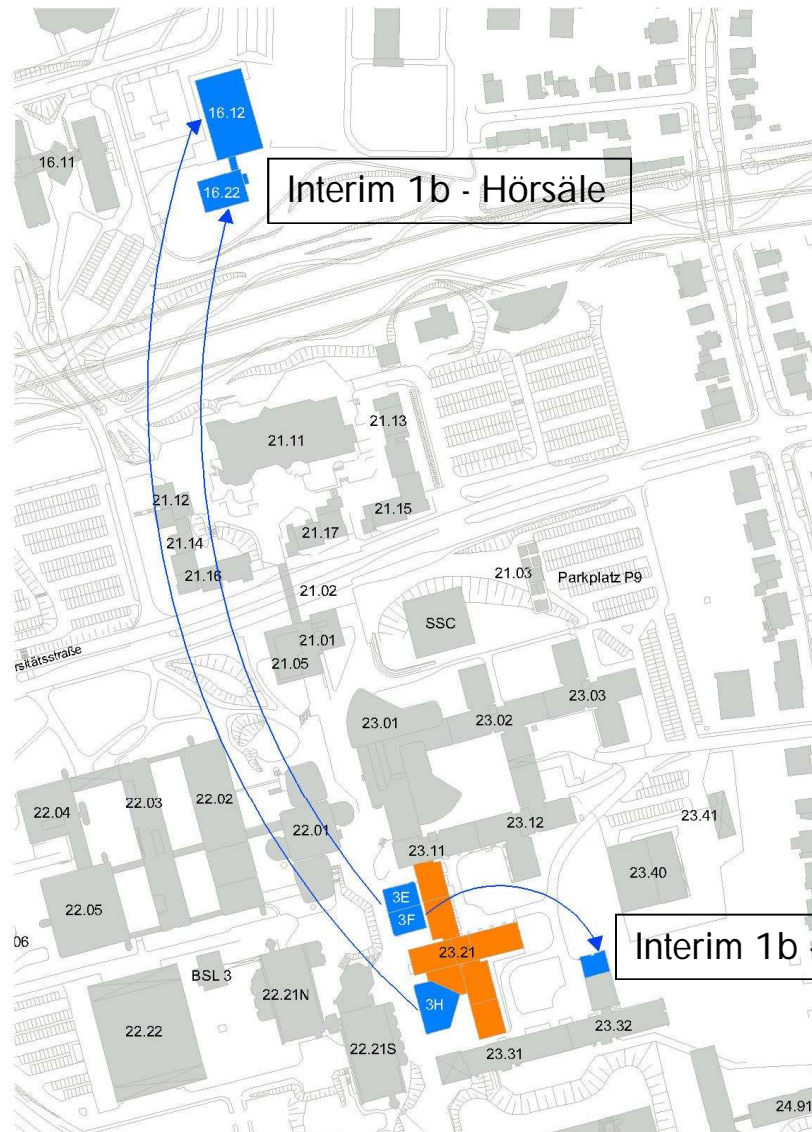 16.12
16.11
16.22
Interim 1b - Hörsäle
21.13
21.11
21.12
21.15
21.17
21.14
21.16
21.03
Parkplatz P9
21.02
SSC
21.01
rsitätsstraße
21.05
23.03
23.01
23.02
22.02
22.03
22.04
23.41
23.12
22.01
23.11
23.40
3E
22.05
3F
06
Interim 1b -
23.21
BSL 3
22.21N
3H
22.22
23.32
22.21S
23.31
24.91